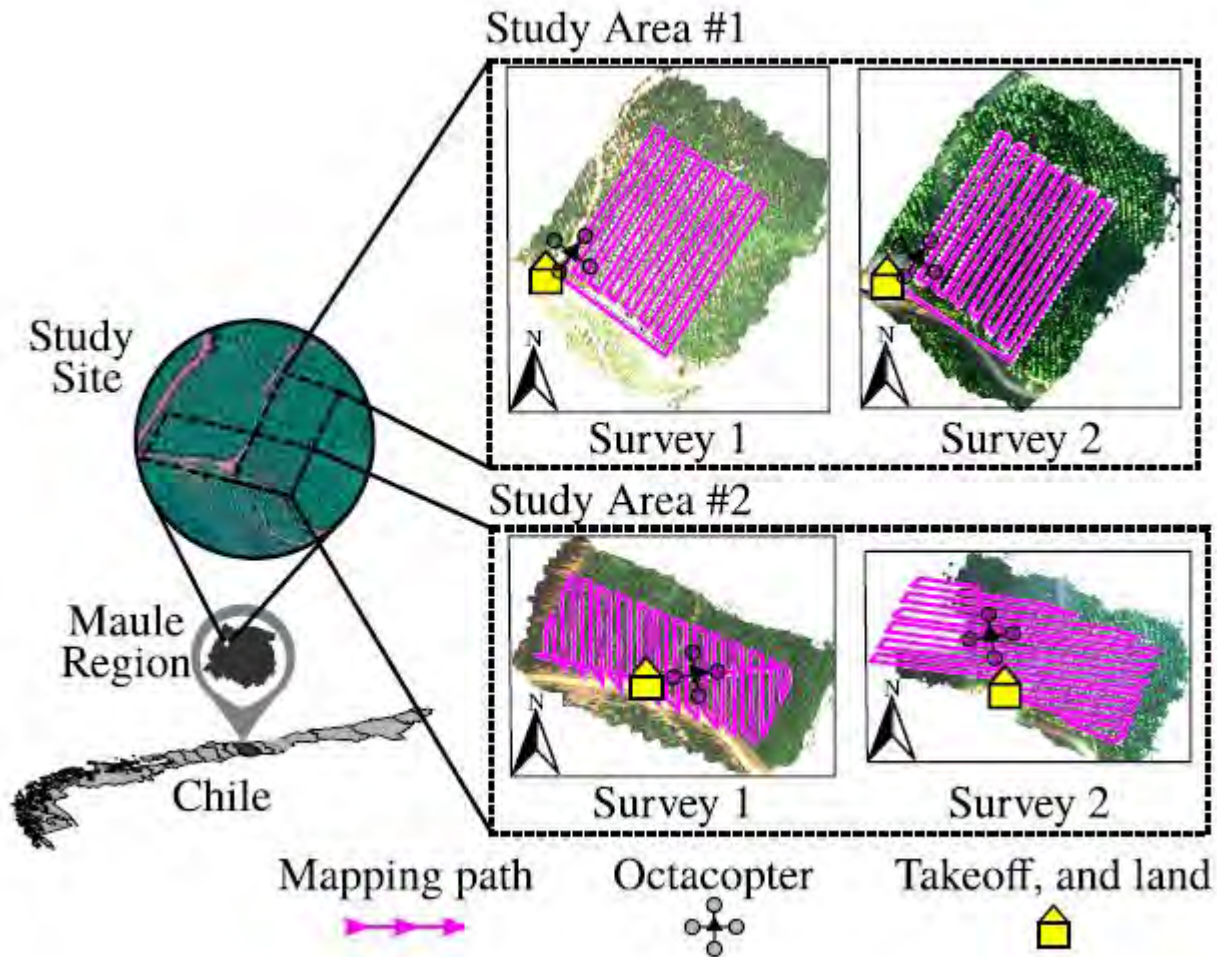 Study Area #1
N
N
Survey 1
Survey 2
Study
Site
Study Area #2
N
N
Survey 1
Survey 2
Maule
Region
Chile
Mapping path
Octacopter
Takeoff, and land